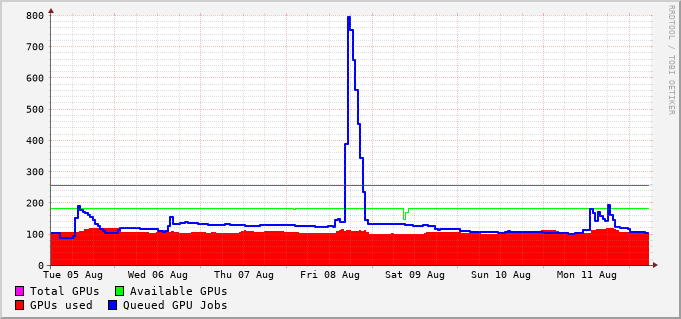 800
700
600
500
400
300
200
100
0
Tue 05 Aug Wed 06 Aug Thu 07 Aug Fri 08 Aug Sat 09 Aug Sun 10 Aug Mon 11 Aug
Total GPUs Available GPUs
GPUs used Queued GPU Jobs
RRDTOOL / TOBI OETIKER